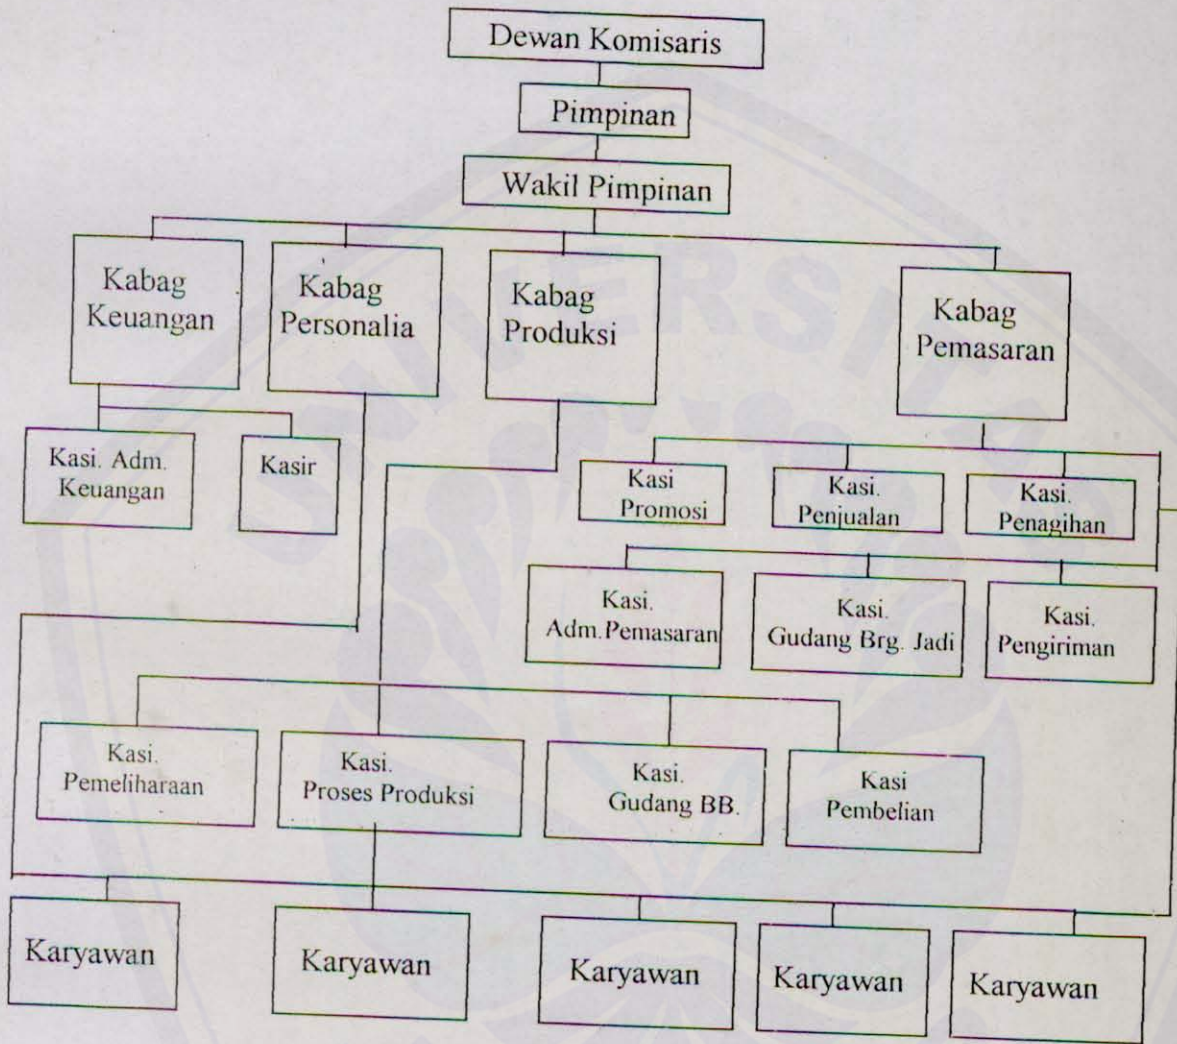 Dewan Komisaris
Pimpinan
Wakil Pimpinan
Kabag
Keuangan
Kabag
Personalia
Kabag
Produksi
Kabag
Pemasaran
Kasi. Adm.
Keuangan
Kasir
Kasi
Promosi
Kasi.
Penjualan
Kasi.
Penagihan
Kasi.
Adm.Pemasaran
Kasi.
Gudang Brg. Jadi
Kasi.
Pengiriman
Kasi.
Pemeliharaan
Kasi.
Proses Produksi
Kasi.
Gudang BB.
Kasi
Pembelian
Karyawan
Karyawan
Karyawan
Karyawan
Karyawan
UNIVERSITAS